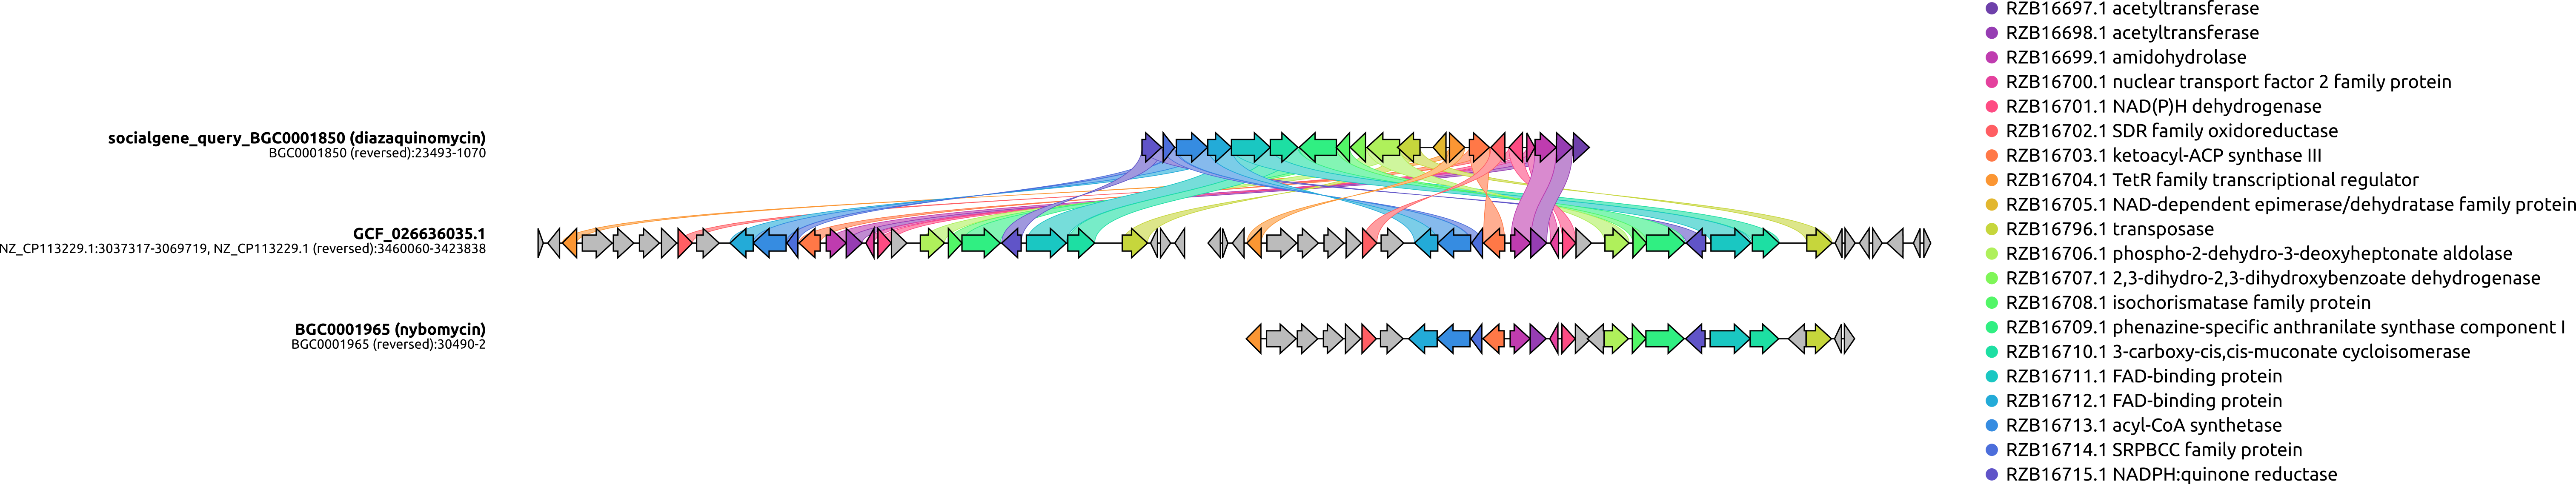 socialgene_query_BGC0001850 (diazaquinomycin)
BGC0001850 (reversed):23493-1070
GCF_026636035.1
NZ_CP113229.1:3037317-3069719, NZ_CP113229.1 (reversed):3460060-3423838
BGC0001965 (nybomycin)
BGC0001965 (reversed):30490-2
RZB16697.1 acetyltransferase
RZB16698.1 acetyltransferase
RZB16699.1 amidohydrolase
RZB16700.1 nuclear transport factor 2 family protein
RZB16701.1 NAD(P)H dehydrogenase
RZB16702.1 SDR family oxidoreductase
RZB16703.1 ketoacyl-ACP synthase III
RZB16704.1 TetR family transcriptional regulator
RZB16705.1 NAD-dependent epimerase/dehydratase family protein
RZB16796.1 transposase
RZB16706.1 phospho-2-dehydro-3-deoxyheptonate aldolase
RZB16707.1 2,3-dihydro-2,3-dihydroxybenzoate dehydrogenase
RZB16708.1 isochorismatase family protein
RZB16709.1 phenazine-specific anthranilate synthase component I
RZB16710.1 3-carboxy-cis,cis-muconate cycloisomerase
RZB16711.1 FAD-binding protein
RZB16712.1 FAD-binding protein
RZB16713.1 acyl-CoA synthetase
RZB16714.1 SRPBCC family protein
RZB16715.1 NADPH:quinone reductase